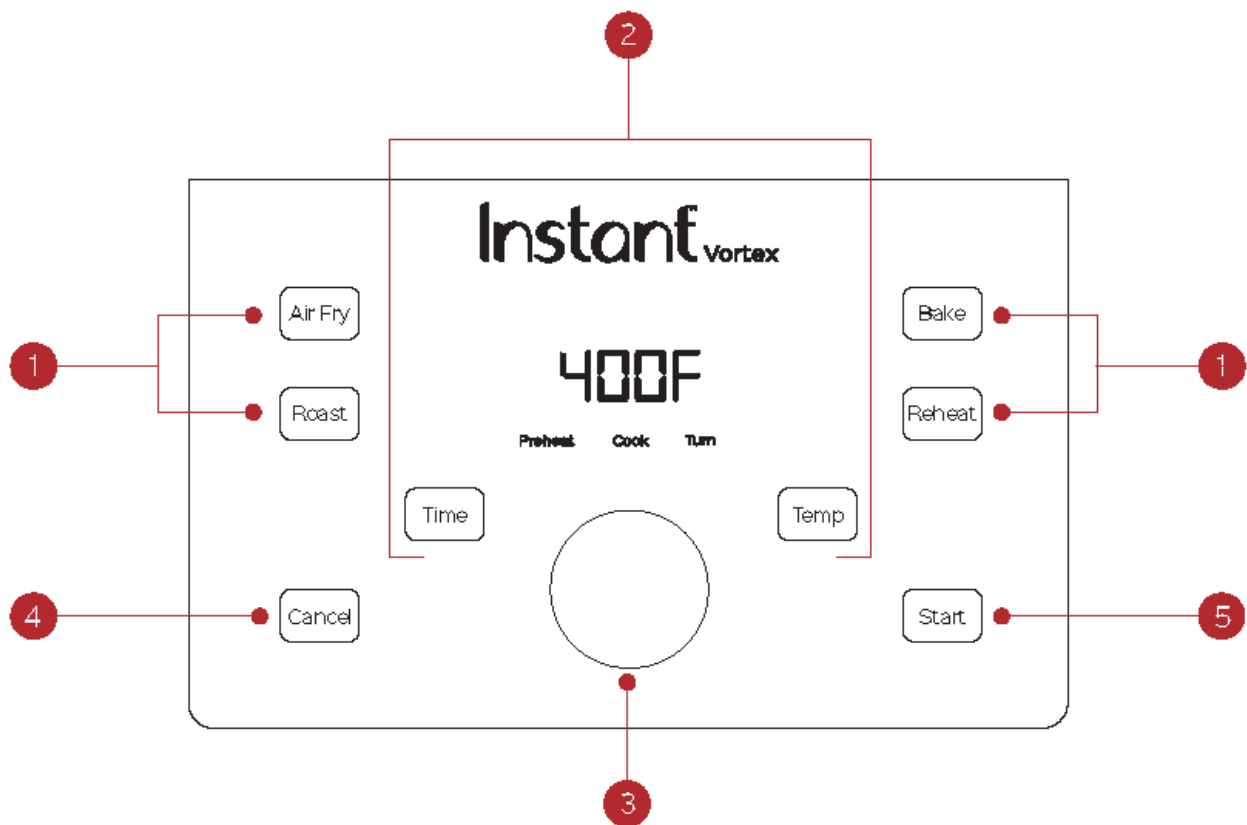 2
Instant™ Vortex
Air Fry
Bake
1
400F
1
Roast
Reheat
Preheat Cook Turn
Time
Temp
4
Cancel
Start
5
3